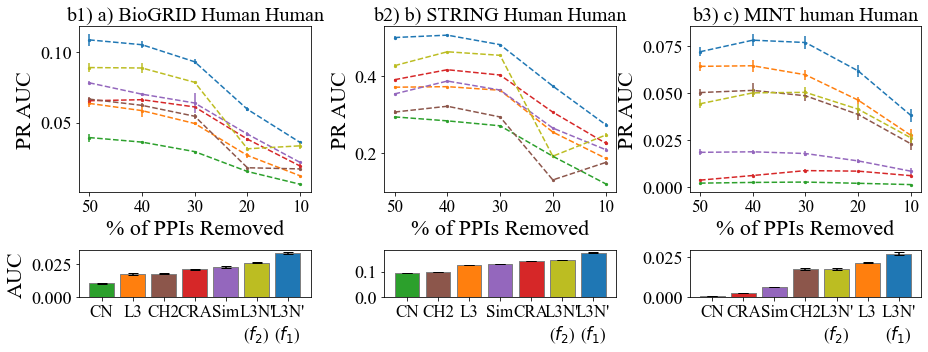 b1) a) BioGRID Human Human
PR AUC
0.10
0.05
50 40 30 20 10
% of PPIs Removed
AUC
0.025
0.000
CN L3 CH2 CRA Sim L3N' L3N'
(f2) (f1)
b2) b) STRING Human Human
PR AUC
0.4
0.2
50 40 30 20 10
% of PPIs Removed
0.1
0.0
CN CH2 L3 Sim CRA L3N' L3N'
(f2) (f1)
b3) c) MINT human Human
PR AUC
0.075
0.050
0.025
0.000
50 40 30 20 10
% of PPIs Removed
0.025
0.000
CN CRA Sim CH2 L3N' L3 L3N'
(f2) (f1)